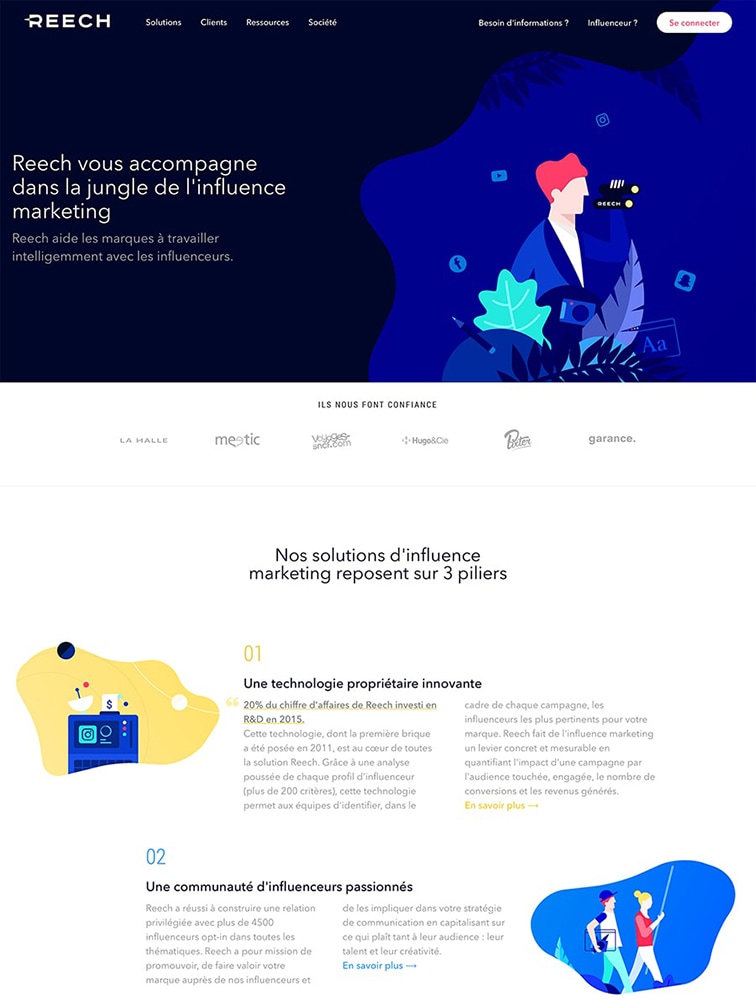 REECH
Solutions
Clients
Ressources
Société
Besoin d'informations ?
Influenceur ?
Se connecter
Reech vous accompagne
dans la jungle de l'influence
marketing
Reech aide les marques à travailler
intelligemment avec les influenceurs.
REECH
Aa
ILS NOUS FONT CONFIANCE
LA HALLE
meetic
Voyages-
sncf.com
Hugo&Cie
garance.
Nos solutions d'influence
marketing reposent sur 3 piliers
01
Une technologie propriétaire innovante
“
20% du chiffre d'affaires de Reech investi en
R&D en 2015.
Cette technologie, dont la première brique
a été posée en 2011, est au cœur de toutes
la solution Reech. Grâce à une analyse
poussée de chaque profil d'influenceur
(plus de 200 critères), cette technologie
permet aux équipes d'identifier, dans le
cadre de chaque campagne, les
influenceurs les plus pertinents pour votre
marque. Reech fait de l'influence marketing
un levier concret et mesurable en
quantifiant l'impact d'une campagne par
l'audience touchée, engagée, le nombre de
conversions et les revenus générés.
En savoir plus ⟶
$
02
Une communauté d'influenceurs passionnés
Reech a réussi à construire une relation
privilégiée avec plus de 4500
influenceurs opt-in dans toutes les
thématiques. Reech a pour mission de
promouvoir, de faire valoir votre
marque auprès de nos influenceurs et
de les impliquer dans votre stratégie
de communication en capitalisant sur
ce qui plaît tant à leur audience : leur
talent et leur créativité.
En savoir plus ⟶